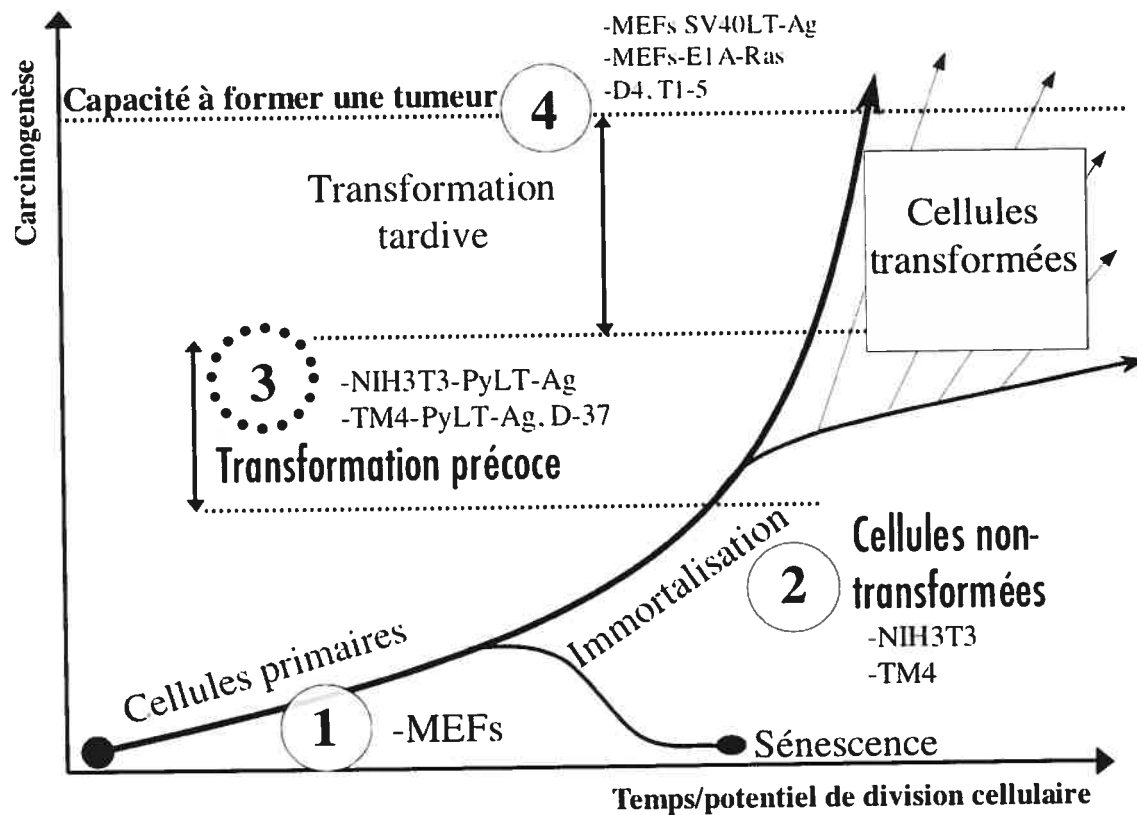 -MEFs SV40LT-Ag
-MEFs-E1A-Ras
-D4, T1-5
Capacité à former une tumeur
4
Carcinogenèse
Transformation
tardive
Cellules
transformées
3
-NIH3T3-PyLT-Ag
-TM4-PyLT-Ag, D-37
Transformation précoce
Immortalisation
2
Cellules non-
transformées
-NIH3T3
-TM4
Cellules primaires
1
-MEFs
Sénescence
Temps/potentiel de division cellulaire